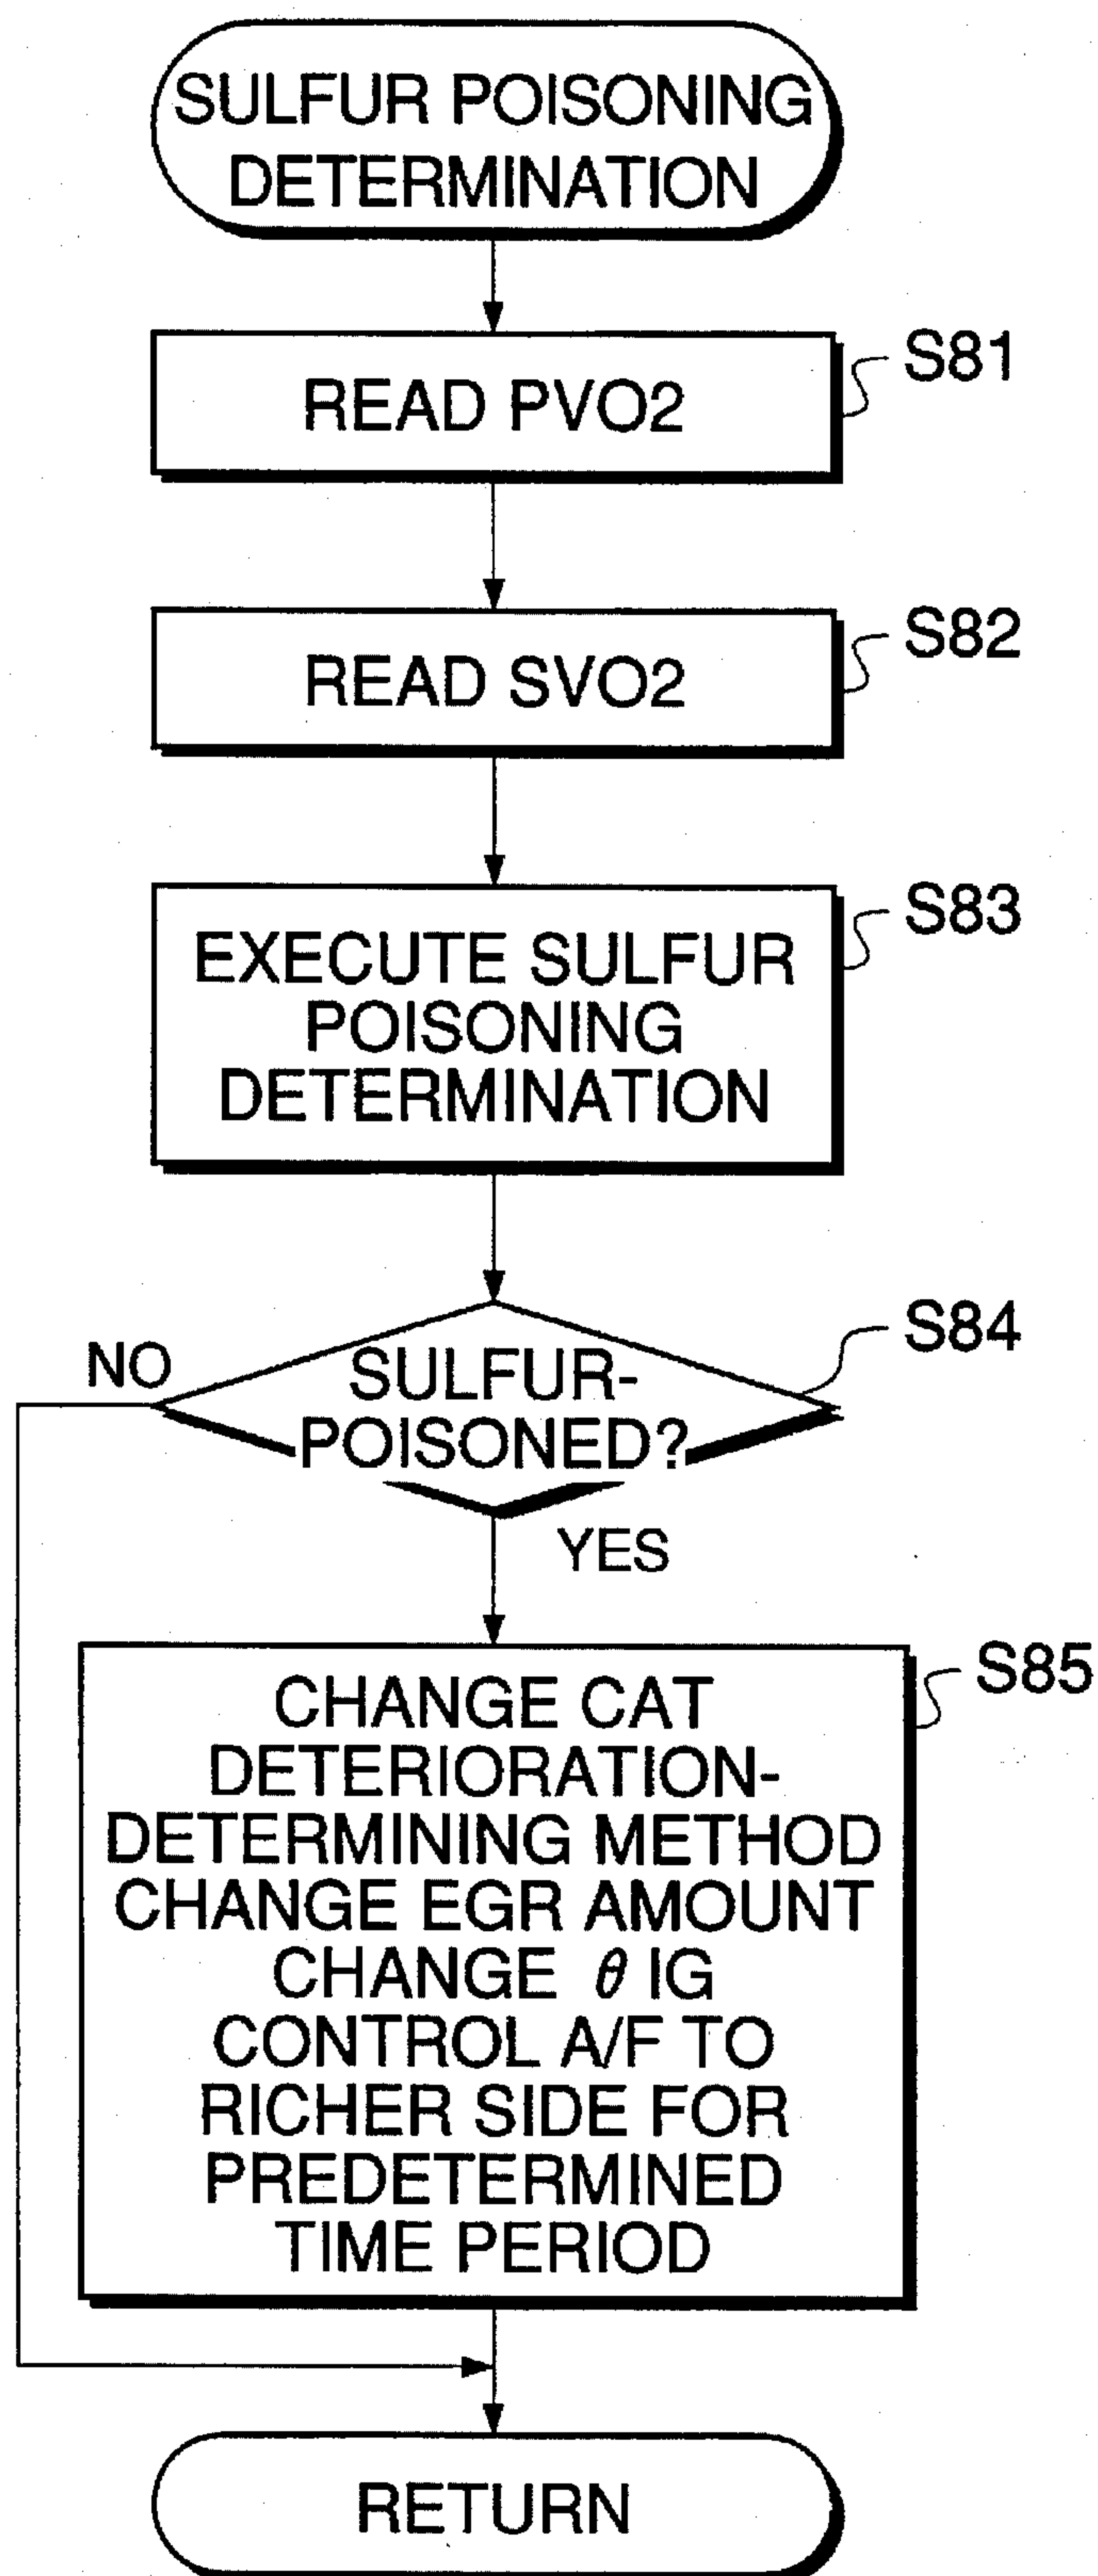 SULFUR POISONING
DETERMINATION
READ PVO2
S81
READ SVO2
S82
EXECUTE SULFUR
POISONING
DETERMINATION
S83
SULFUR-
POISONED?
S84
NO
YES
CHANGE CAT
DETERIORATION-
DETERMINING METHOD
CHANGE EGR AMOUNT
CHANGE θ IG
CONTROL A/F TO
RICHER SIDE FOR
PREDETERMINED
TIME PERIOD
S85
RETURN